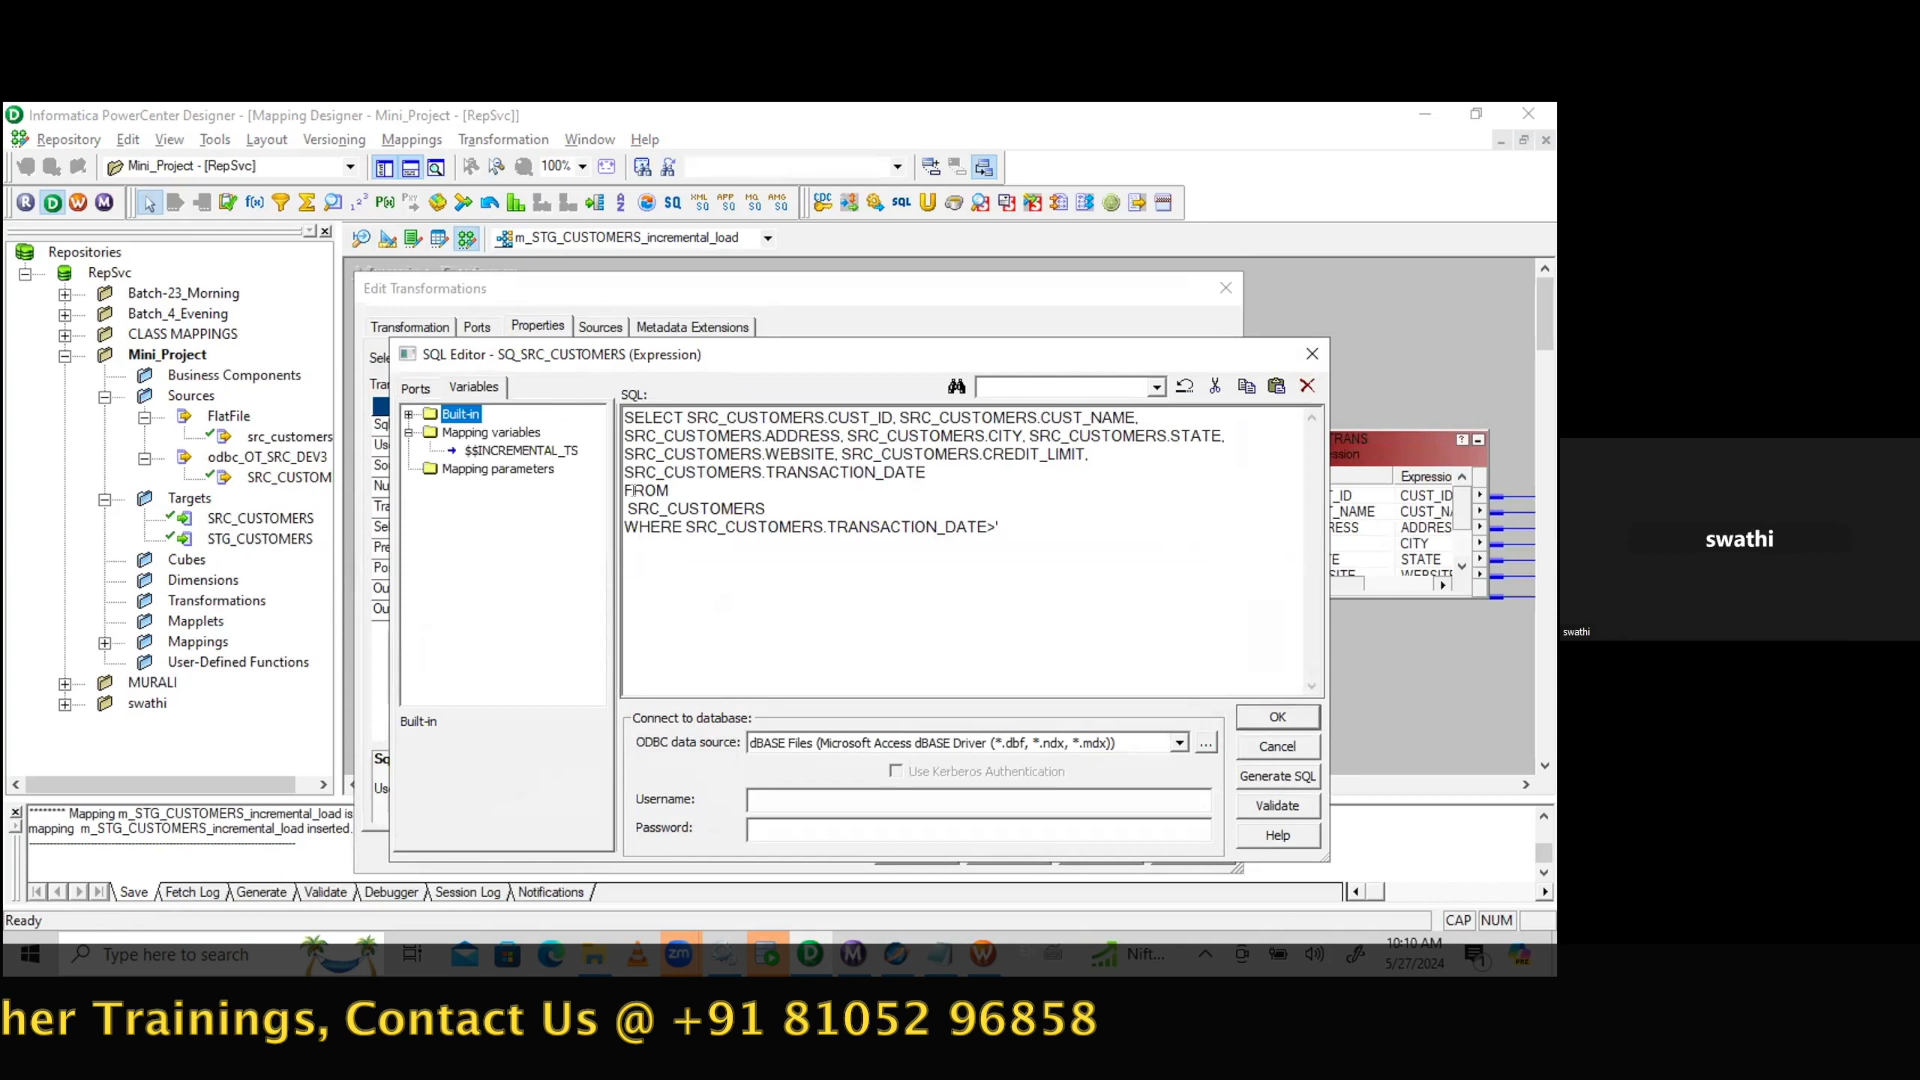 Informatica PowerCenter Designer - [Mapping Designer - Mini_Project - [RepSvc]]
Repository Edit View Tools Layout Versioning Mappings Transformation Window Help
Mini_Project - [RepSvc]
100%
m_STG_CUSTOMERS_incremental_load
Repositories
RepSvc
Batch-23_Morning
Batch_4_Evening
CLASS MAPPINGS
Mini_Project
Business Components
Sources
FlatFile
src_customers
odbc_OT_SRC_DEV3
SRC_CUSTOM
Targets
SRC_CUSTOMERS
STG_CUSTOMERS
Cubes
Dimensions
Transformations
Mapplets
Mappings
User-Defined Functions
MURALI
swathi
Edit Transformations
Transformation Ports Properties Sources Metadata Extensions
SQL Editor - SQ_SRC_CUSTOMERS (Expression)
Ports Variables
Built-in
Mapping variables
$$INCREMENTAL_TS
Mapping parameters
Built-in
SQL:
SELECT SRC_CUSTOMERS.CUST_ID, SRC_CUSTOMERS.CUST_NAME,
SRC_CUSTOMERS.ADDRESS, SRC_CUSTOMERS.CITY, SRC_CUSTOMERS.STATE,
SRC_CUSTOMERS.WEBSITE, SRC_CUSTOMERS.CREDIT_LIMIT,
SRC_CUSTOMERS.TRANSACTION_DATE
FROM
SRC_CUSTOMERS
WHERE SRC_CUSTOMERS.TRANSACTION_DATE>'
Connect to database:
ODBC data source: dBASE Files (Microsoft Access dBASE Driver (*.dbf, *.ndx, *.mdx))
Use Kerberos Authentication
Username:
Password:
OK
Cancel
Generate SQL
Validate
Help
TRANS
ession
Expressio
_ID CUST_ID
_NAME CUST_N
RESS ADDRES
CITY
TE STATE
******** Mapping m_STG_CUSTOMERS_incremental_load is
mapping m_STG_CUSTOMERS_incremental_load inserted.
Save Fetch Log Generate Validate Debugger Session Log Notifications
Ready
CAP NUM
Type here to search
Nift...
10:10 AM
5/27/2024
swathi
swathi
her Trainings, Contact Us @ +91 81052 96858